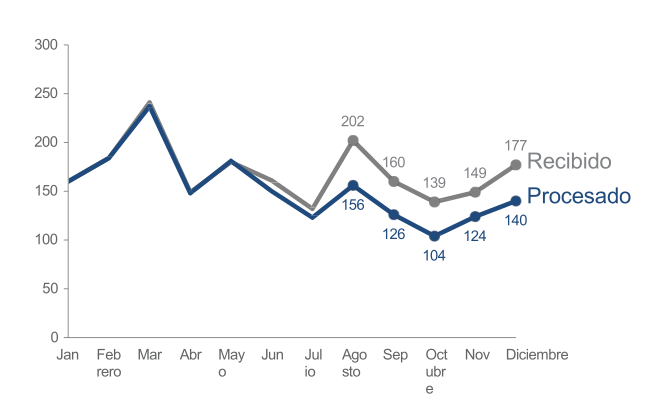 300
250
200
150
100
50
0
202
160
139
149
177
Recibido
Procesado
156
126
104
124
140
Jan
Feb
rrero
Mar
Abr
May
o
Jun
Jul
io
Ago
sto
Sep
Oct
ubr
e
Nov
Diciembre